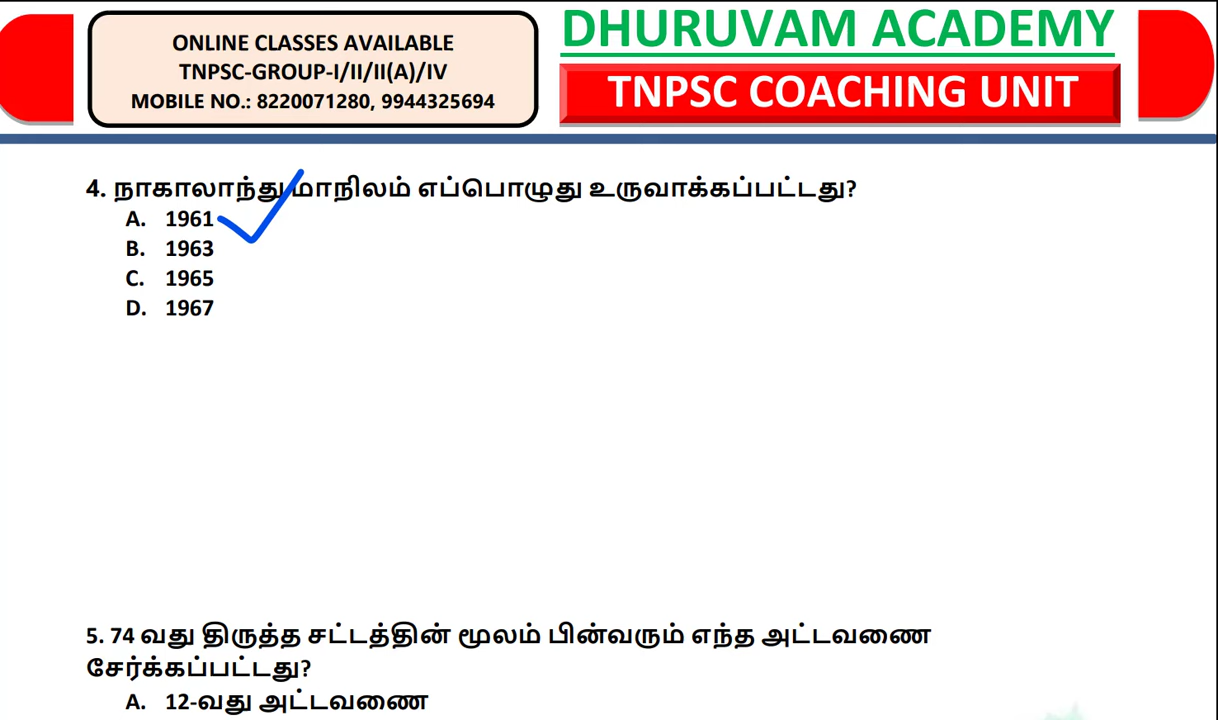 ONLINE CLASSES AVAILABLE
TNPSC-GROUP-I/II/II(A)/IV
MOBILE NO.: 8220071280, 9944325694
DHURUVAM ACADEMY
TNPSC COACHING UNIT
4. நாகாலாந்து மாநிலம் எப்பொழுது உருவாக்கப்பட்டது?
A. 1961
B. 1963
C. 1965
D. 1967
5. 74 வது திருத்த சட்டத்தின் மூலம் பின்வரும் எந்த அட்டவணை
சேர்க்கப்பட்டது?
A. 12-வது அட்டவணை